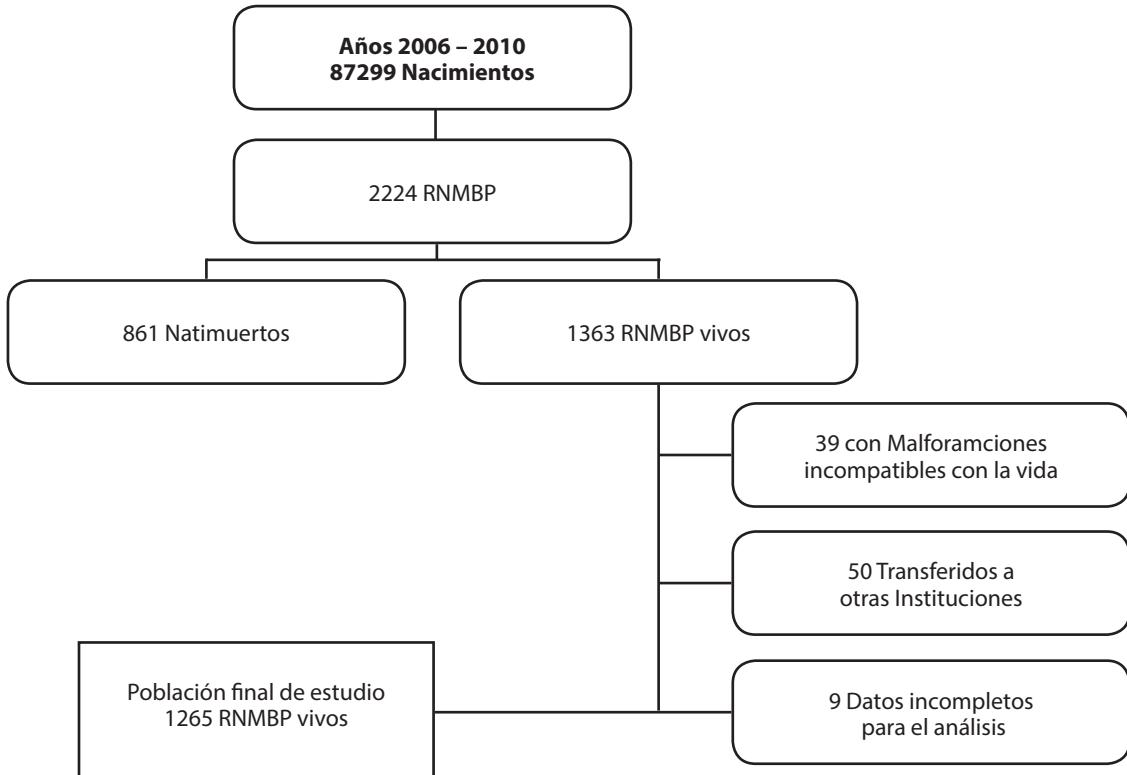 Años 2006 – 2010
87299 Nacimientos
2224 RNMBP
861 Natimuertos
1363 RNMBP vivos
39 con Malforamciones
incompatibles con la vida
50 Transferidos a
otras Instituciones
Población final de estudio
1265 RNMBP vivos
9 Datos incompletos
para el análisis